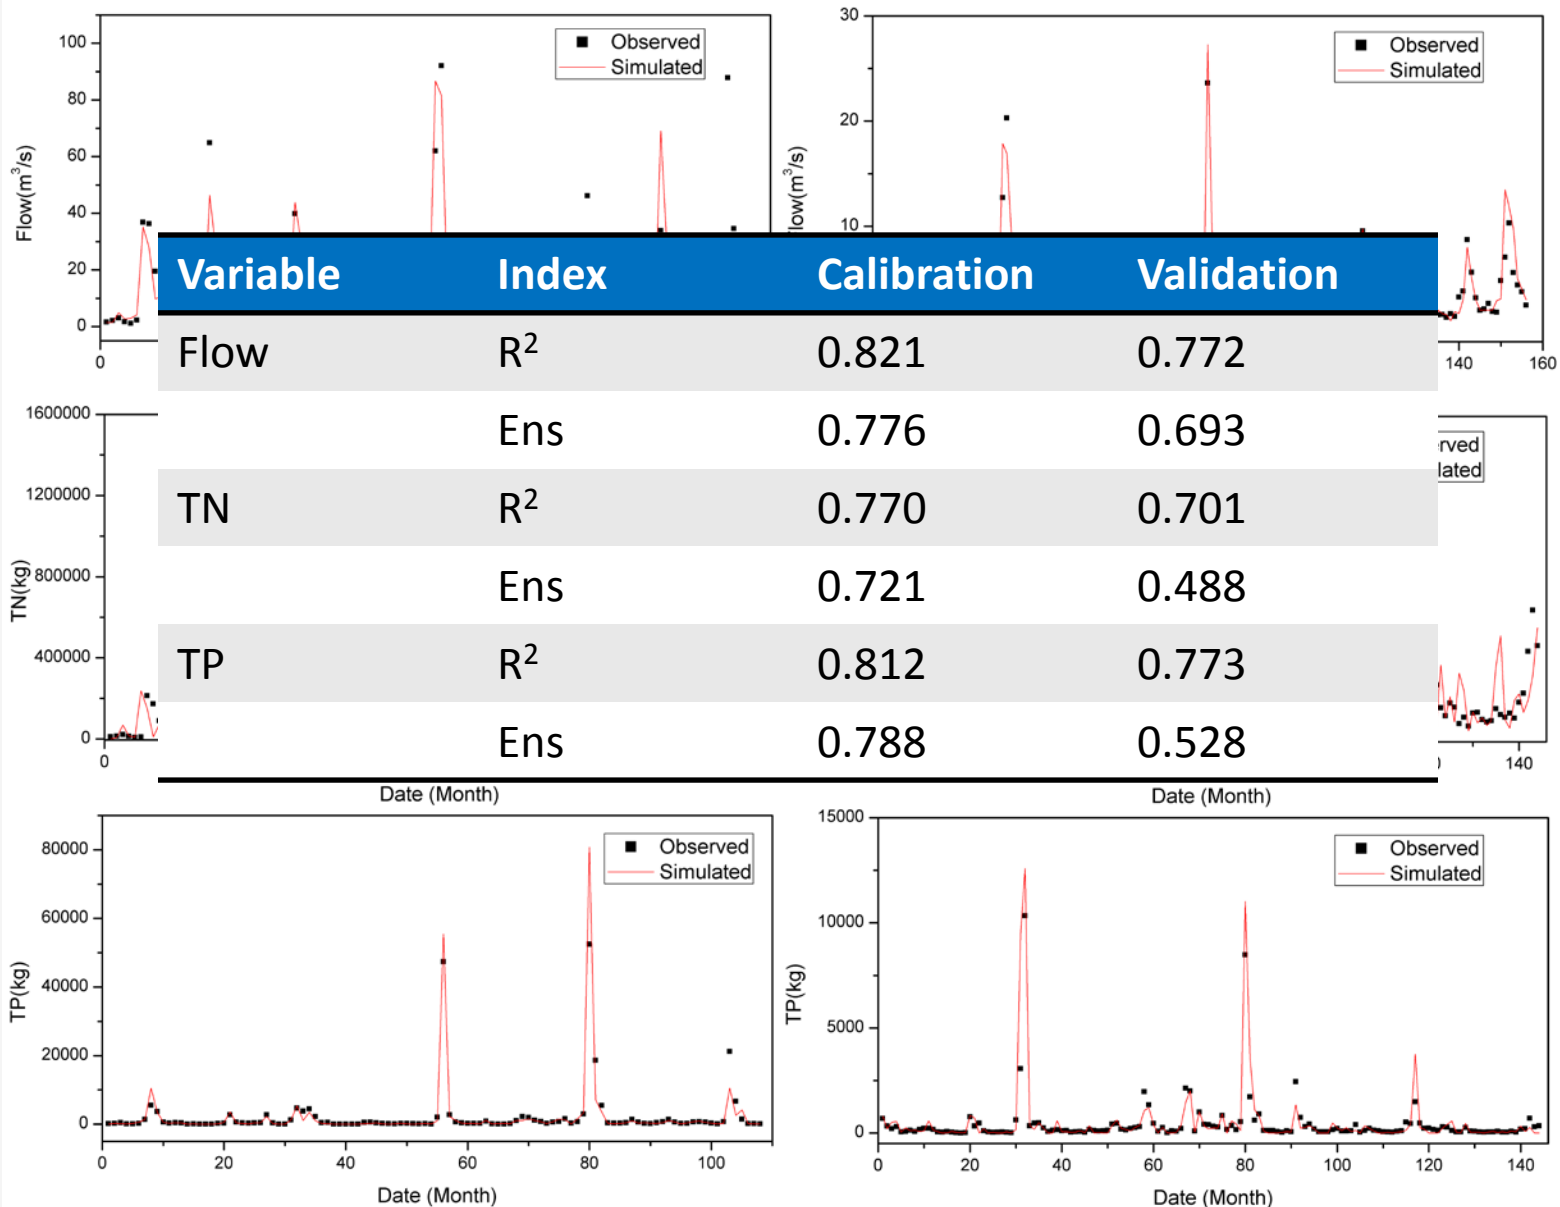 100
80
60
40
20
0
0
Flow(m³/s)
Observed
Simulated
30
20
10
140
160
Flow(m³/s)
Observed
Simulated
Variable Index Calibration Validation
Flow R² 0.821 0.772
Ens 0.776 0.693
TN R² 0.770 0.701
Ens 0.721 0.488
TP R² 0.812 0.773
Ens 0.788 0.528
1600000
1200000
800000
400000
0
0
TN(kg)
Date (Month)
rved
lated
140
Date (Month)
80000
60000
40000
20000
0
TP(kg)
Observed
Simulated
0 20 40 60 80 100
Date (Month)
15000
10000
5000
0
TP(kg)
Observed
Simulated
0 20 40 60 80 100 120 140
Date (Month)